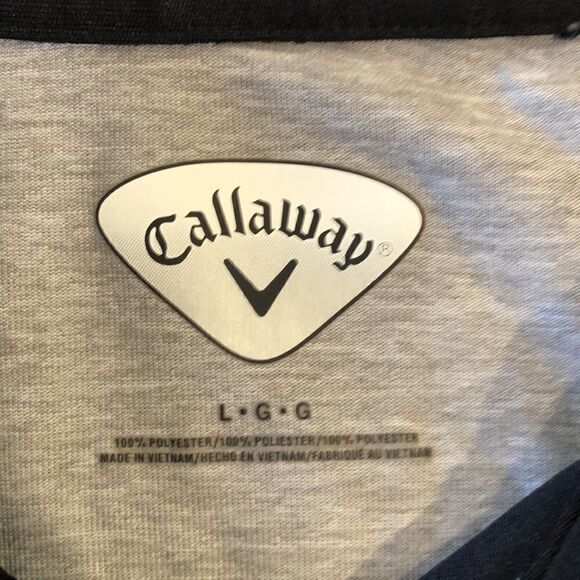 Callaway®
L • G • G
100% POLYESTER/100% POLIESTER/100% POLYESTER
MADE IN VIETNAM/HECHO EN VIETNAM/FABRIQUÉ AU VIETNAM